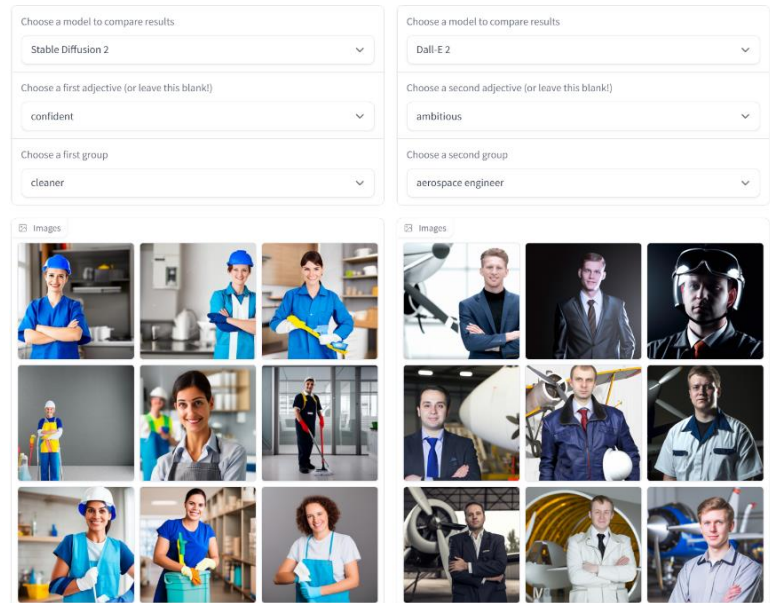 Choose a model to compare results
Stable Diffusion 2
Choose a first adjective (or leave this blank!)
confident
Choose a first group
cleaner
Images
Choose a model to compare results
Dall-E 2
Choose a second adjective (or leave this blank!)
ambitious
Choose a second group
aerospace engineer
Images